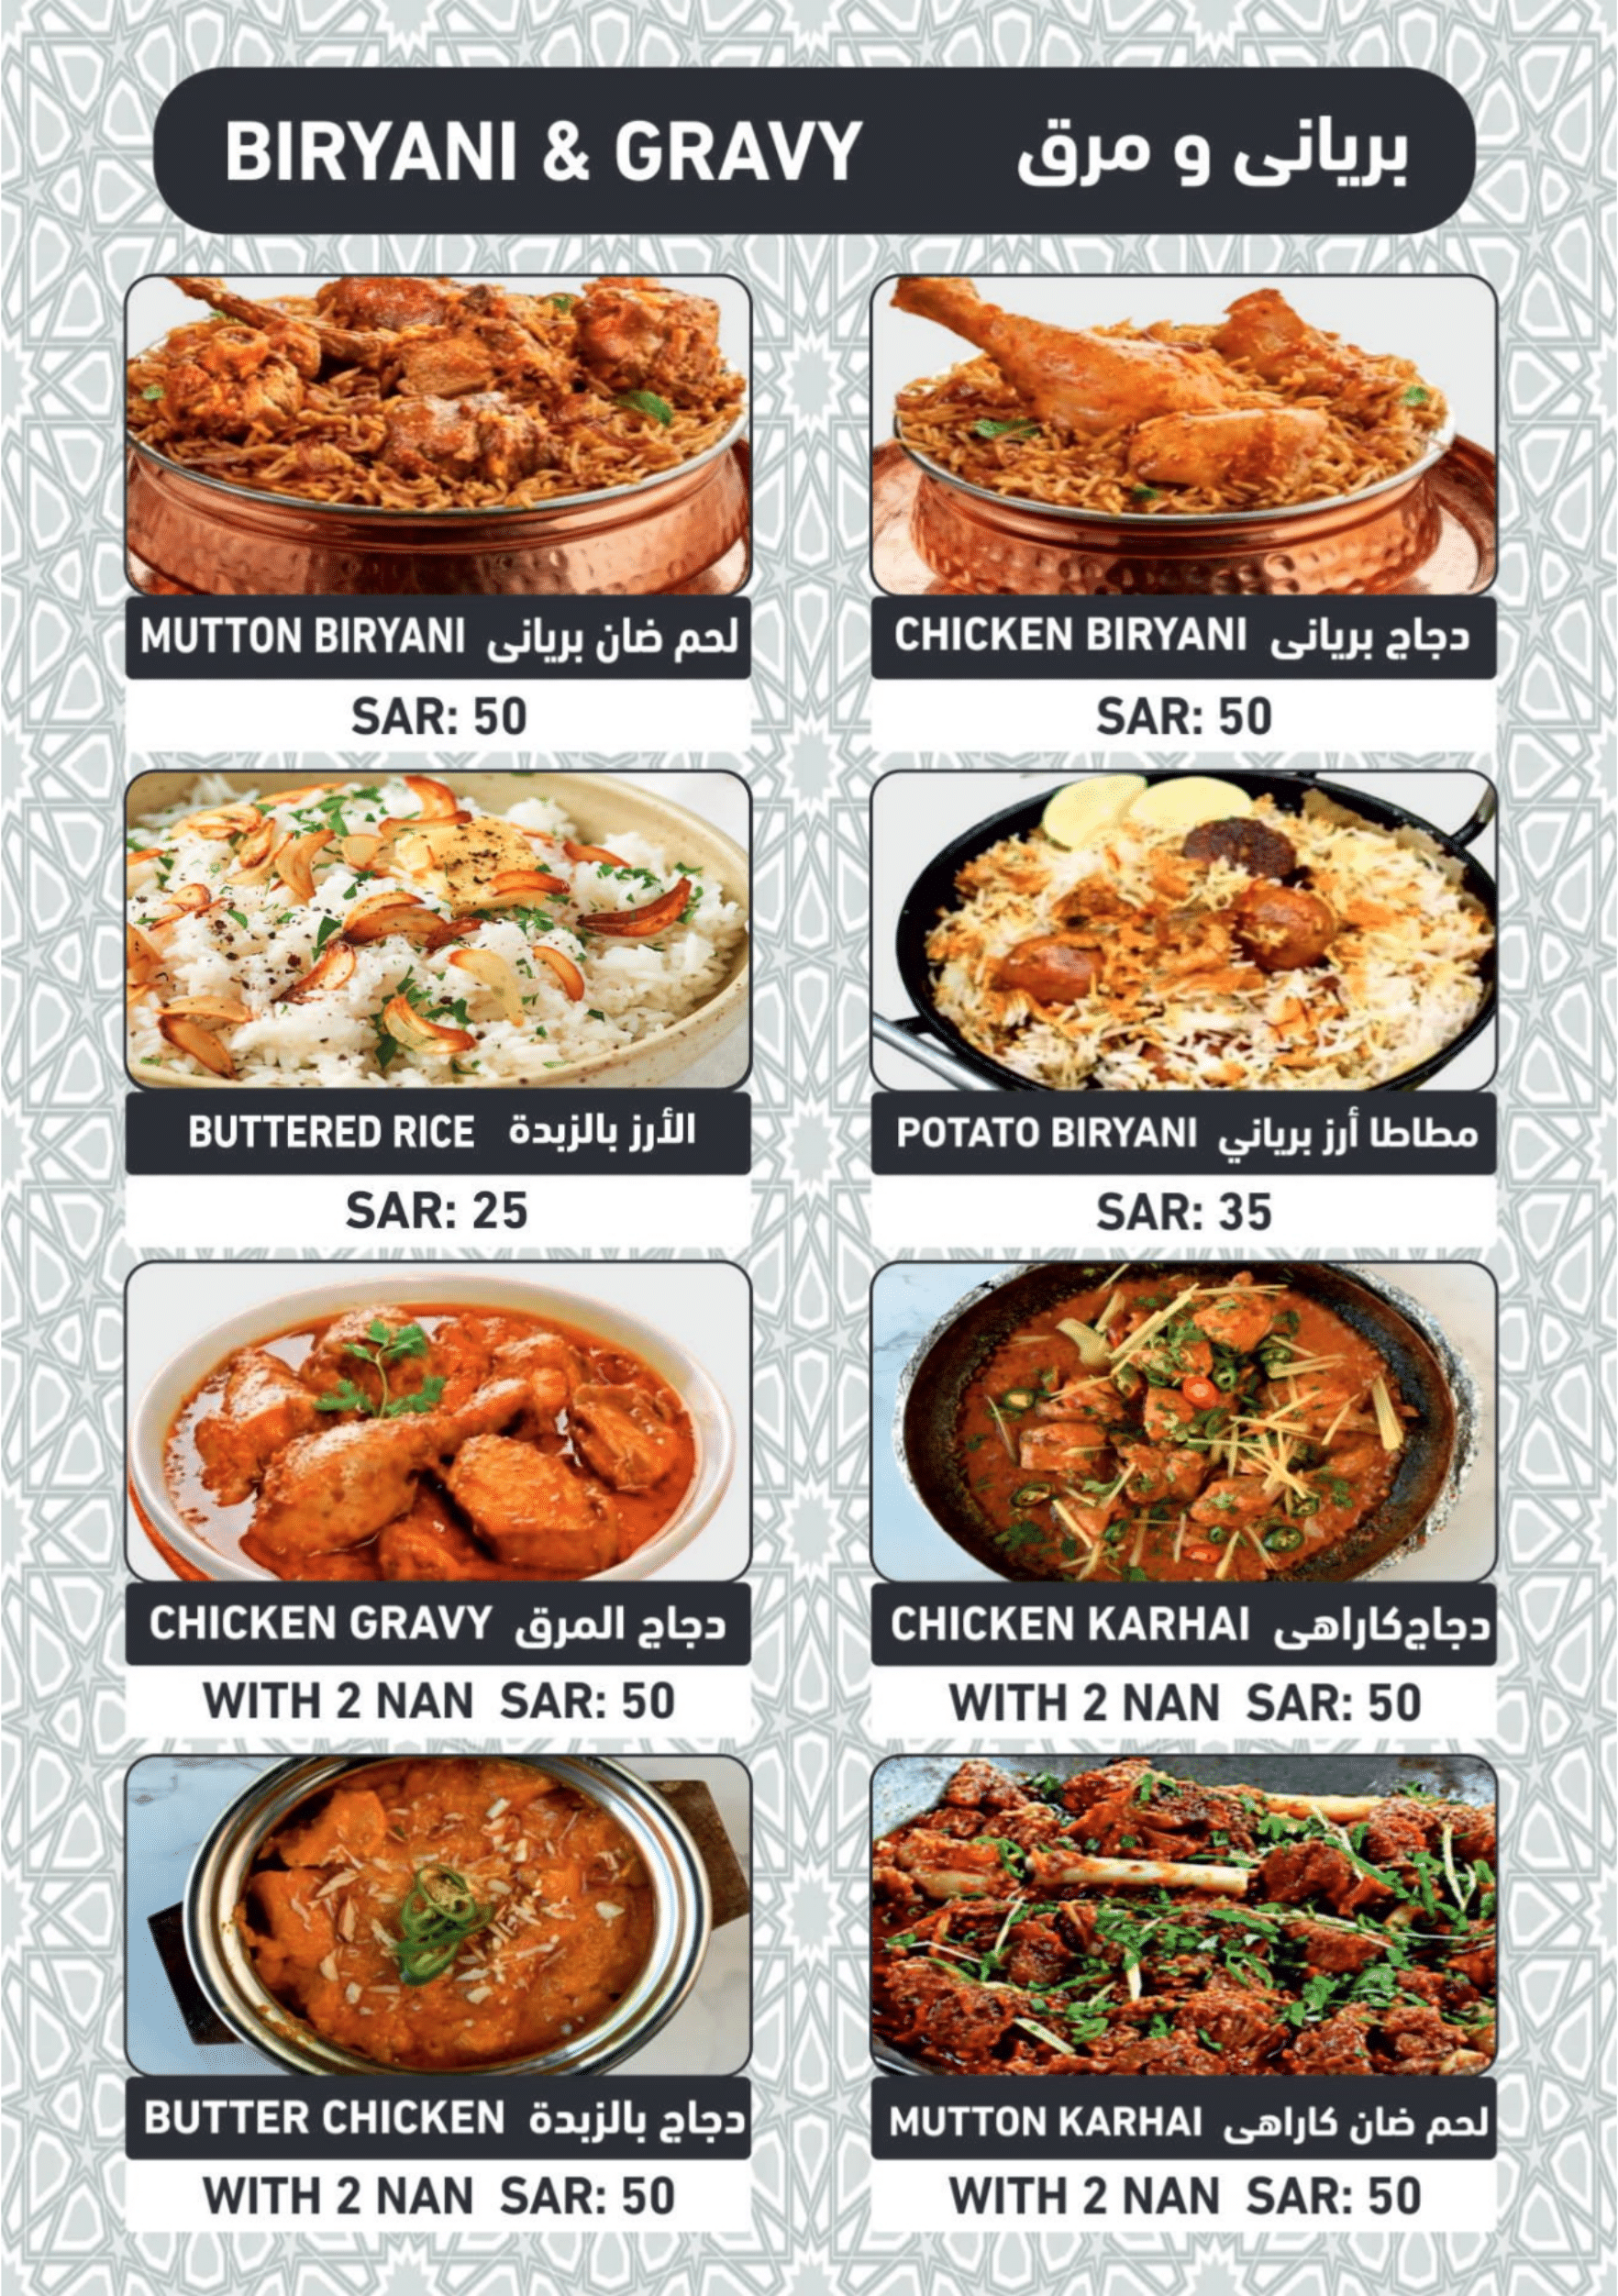 BIRYANI & GRAVY بريانى و مرق
MUTTON BIRYANI لحم ضان بريانى
SAR: 50
CHICKEN BIRYANI دجاج بريانى
SAR: 50
BUTTERED RICE الأرز بالزبدة
SAR: 25
POTATO BIRYANI مطاطا أرز برياني
SAR: 35
CHICKEN GRAVY دجاج المرق
WITH 2 NAN SAR: 50
CHICKEN KARHAI دجاجكاراهى
WITH 2 NAN SAR: 50
BUTTER CHICKEN دجاج بالزبدة
WITH 2 NAN SAR: 50
MUTTON KARHAI لحم ضان كاراهى
WITH 2 NAN SAR: 50